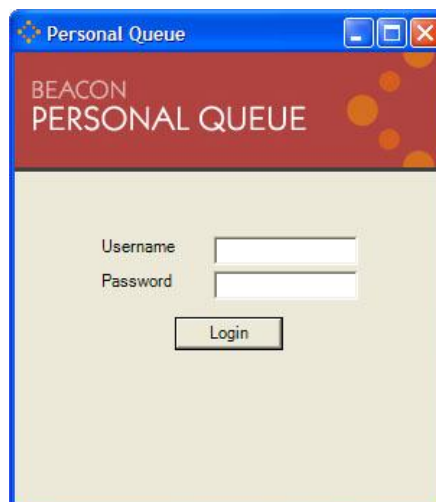 Personal Queue
BEACON
PERSONAL QUEUE
Username
Password
Login